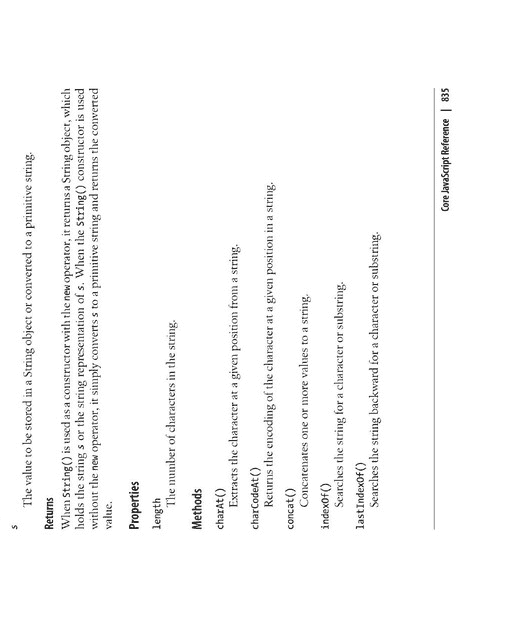 s
The value to be stored in a String object or converted to a primitive string.
Returns
When String() is used as a constructor with the new operator, it returns a String object, which
holds the string s or the string representation of s. When the String() constructor is used
without the new operator, it simply converts s to a primitive string and returns the converted
value.
Properties
length
The number of characters in the string.
Methods
charAt()
Extracts the character at a given position from a string.
charCodeAt()
Returns the encoding of the character at a given position in a string.
concat()
Concatenates one or more values to a string.
indexOf()
Searches the string for a character or substring.
lastIndexOf()
Searches the string backward for a character or substring.
Core JavaScript Reference | 835